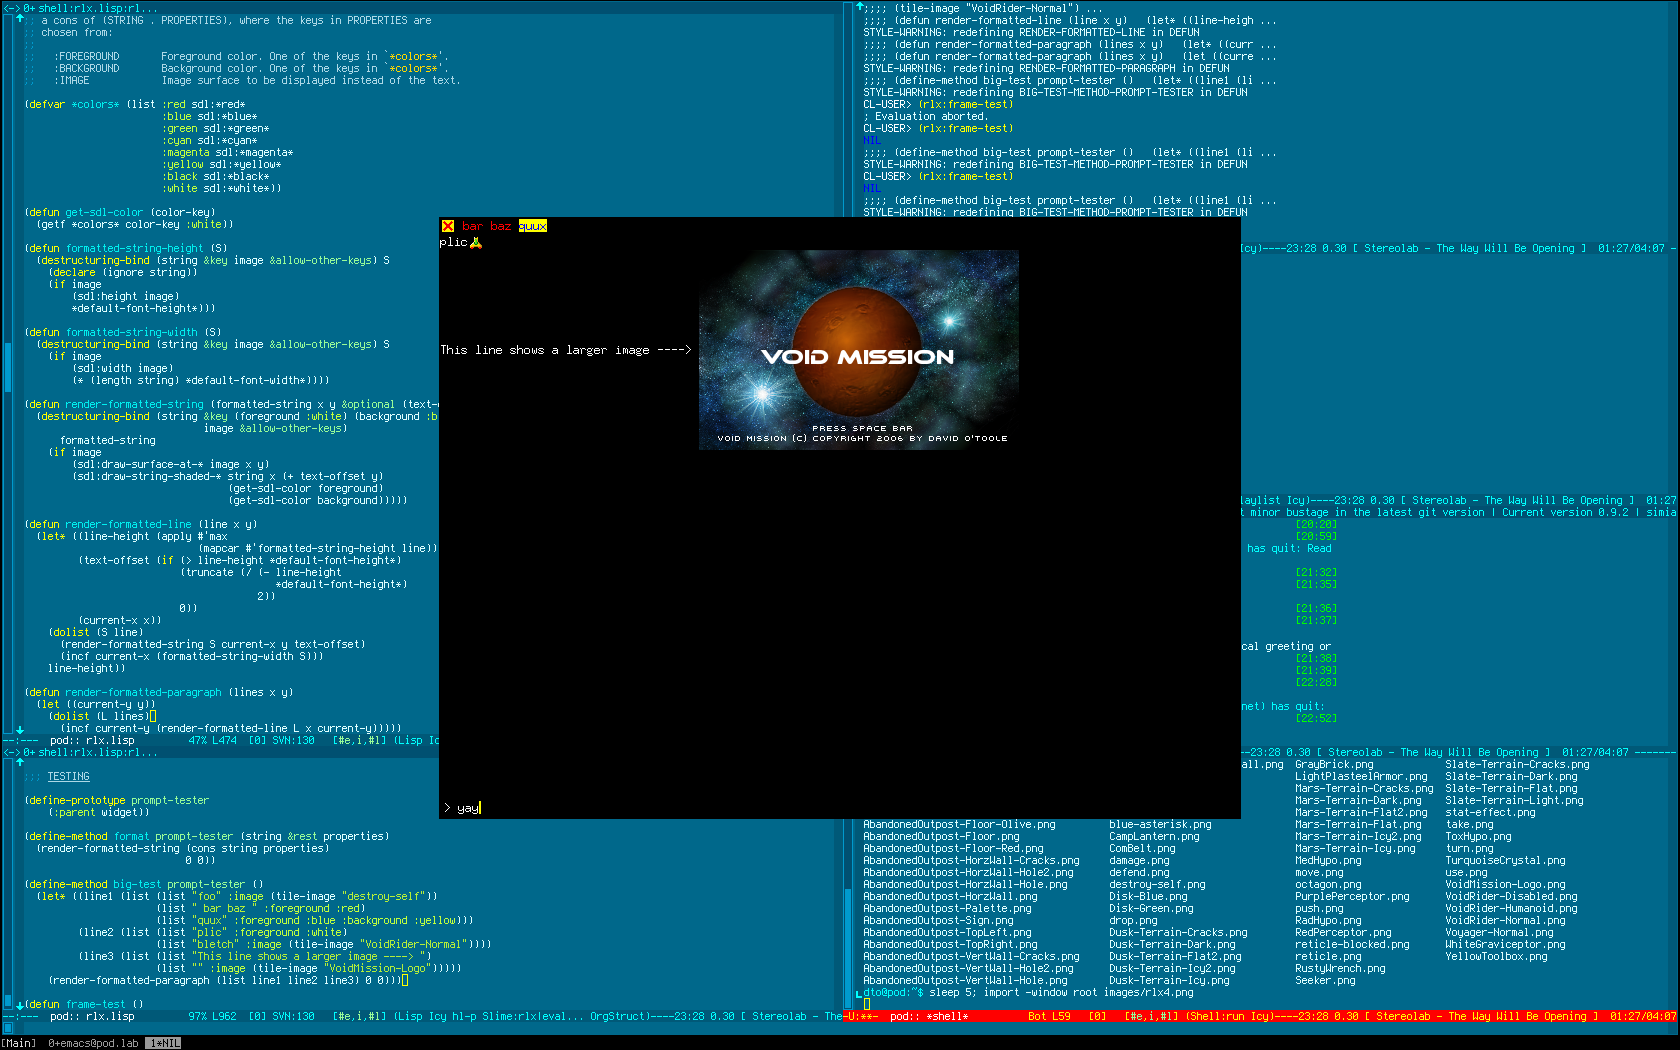 <-> 0+ shell:rlx.lisp:rl...
;; a cons of (STRING . PROPERTIES), where the keys in PROPERTIES are
;; chosen from:
;;
;;   :FOREGROUND       Foreground color. One of the keys in `*colors*'.
;;   :BACKGROUND       Background color. One of the keys in `*colors*'.
;;   :IMAGE            Image surface to be displayed instead of the text.
(defvar *colors* (list :red sdl:*red*
:blue sdl:*blue*
:green sdl:*green*
:cyan sdl:*cyan*
:magenta sdl:*magenta*
:yellow sdl:*yellow*
:black sdl:*black*
:white sdl:*white*))
(defun get-sdl-color (color-key)
(getf *colors* color-key :white))
(defun formatted-string-height (S)
(destructuring-bind (string &key image &allow-other-keys) S
(declare (ignore string))
(if image
(sdl:height image)
*default-font-height*)))
(defun formatted-string-width (S)
(destructuring-bind (string &key image &allow-other-keys) S
(if image
(sdl:width image)
(* (length string) *default-font-width*))))
(defun render-formatted-string (formatted-string x y &optional (text-
(destructuring-bind (string &key (foreground :white) (background :b
image &allow-other-keys)
formatted-string
(if image
(sdl:draw-surface-at-* image x y)
(sdl:draw-string-shaded-* string x (+ text-offset y)
(get-sdl-color foreground)
(get-sdl-color background)))))
(defun render-formatted-line (line x y)
(let* ((line-height (apply #'max
(mapcar #'formatted-string-height line))
(text-offset (if (> line-height *default-font-height*)
(truncate (/ (- line-height
*default-font-height*)
2))
0))
(current-x x))
(dolist (S line)
(render-formatted-string S current-x y text-offset)
(incf current-x (formatted-string-width S)))
line-height))
(defun render-formatted-paragraph (lines x y)
(let ((current-y y))
(dolist (L lines)
(incf current-y (render-formatted-line L x current-y)))))
--:---  pod:: rlx.lisp         47% L474  [0] SVN:130   [#e,i,#l] (Lisp Ic
<-> 0+ shell:rlx.lisp:rl...
;;; TESTING
(define-prototype prompt-tester
(:parent widget))
(define-method format prompt-tester (string &rest properties)
(render-formatted-string (cons string properties)
0 0))
(define-method big-test prompt-tester ()
(let* ((line1 (list (list "foo" :image (tile-image "destroy-self"))
(list " bar baz " :foreground :red)
(list "quux" :foreground :blue :background :yellow)))
(line2 (list (list "plic" :foreground :white)
(list "bletch" :image (tile-image "VoidRider-Normal"))))
(line3 (list (list "This line shows a larger image ----> ")
(list "" :image (tile-image "VoidMission-Logo")))))
(render-formatted-paragraph (list line1 line2 line3) 0 0)))
(defun frame-test ()
--:---  pod:: rlx.lisp         97% L962  [0] SVN:130   [#e,i,#l] (Lisp Icy hl-p Slime:rlx(eval... OrgStruct)----23:28 0.30 [ Stereolab - The
[Main]  0+emacs@pod.lab  1*NIL
bar baz quux
plic
This line shows a larger image ---->
VOID MISSION
PRESS SPACE BAR
VOID MISSION (C) COPYRIGHT 2006 BY DAVID O'TOOLE
> yay
;;;; (tile-image "VoidRider-Normal") ...
;;;; (defun render-formatted-line (line x y)   (let* ((line-heigh ...
STYLE-WARNING: redefining RENDER-FORMATTED-LINE in DEFUN
;;;; (defun render-formatted-paragraph (lines x y)   (let* ((curr ...
;;;; (defun render-formatted-paragraph (lines x y)   (let ((curre ...
STYLE-WARNING: redefining RENDER-FORMATTED-PARAGRAPH in DEFUN
;;;; (define-method big-test prompt-tester ()   (let* ((line1 (li ...
STYLE-WARNING: redefining BIG-TEST-METHOD-PROMPT-TESTER in DEFUN
CL-USER> (rlx:frame-test)
; Evaluation aborted.
CL-USER> (rlx:frame-test)
NIL
;;;; (define-method big-test prompt-tester ()   (let* ((line1 (li ...
STYLE-WARNING: redefining BIG-TEST-METHOD-PROMPT-TESTER in DEFUN
CL-USER> (rlx:frame-test)
NIL
;;;; (define-method big-test prompt-tester ()   (let* ((line1 (li ...
STYLE-WARNING: redefining BIG-TEST-METHOD-PROMPT-TESTER in DEFUN
Icy)----23:28 0.30 [ Stereolab - The Way Will Be Opening ]  01:27/04:07 -
laylist Icy)----23:28 0.30 [ Stereolab - The Way Will Be Opening ]  01:27
t minor bustage in the latest git version | Current version 0.9.2 | simia
[20:20]
[20:59]
has quit: Read
[21:32]
[21:35]
[21:36]
[21:37]
cal greeting or
[21:38]
[21:39]
[22:28]
net) has quit:
[22:52]
--23:28 0.30 [ Stereolab - The Way Will Be Opening ]  01:27/04:07 -------
all.png  GrayBrick.png            Slate-Terrain-Cracks.png
LightPlasteelArmor.png   Slate-Terrain-Dark.png
Mars-Terrain-Cracks.png  Slate-Terrain-Flat.png
Mars-Terrain-Dark.png    Slate-Terrain-Light.png
Mars-Terrain-Flat2.png   stat-effect.png
AbandonedOutpost-Floor-Olive.png         blue-asterisk.png              Mars-Terrain-Flat.png    take.png
AbandonedOutpost-Floor.png               CampLantern.png                Mars-Terrain-Icy2.png    ToxHypo.png
AbandonedOutpost-Floor-Red.png           ComBelt.png                    Mars-Terrain-Icy.png     turn.png
AbandonedOutpost-HorzWall-Cracks.png     damage.png                     MedHypo.png              TurquoiseCrystal.png
AbandonedOutpost-HorzWall-Hole2.png      defend.png                     move.png                 use.png
AbandonedOutpost-HorzWall-Hole.png       destroy-self.png               octagon.png              VoidMission-Logo.png
AbandonedOutpost-HorzWall.png            Disk-Blue.png                  PurplePerceptor.png      VoidRider-Disabled.png
AbandonedOutpost-Palette.png             Disk-Green.png                 push.png                 VoidRider-Humanoid.png
AbandonedOutpost-Sign.png                drop.png                       RadHypo.png              VoidRider-Normal.png
AbandonedOutpost-TopLeft.png             Dusk-Terrain-Cracks.png        RedPerceptor.png         Voyager-Normal.png
AbandonedOutpost-TopRight.png            Dusk-Terrain-Dark.png          reticle-blocked.png      WhiteGraviceptor.png
AbandonedOutpost-VertWall-Cracks.png     Dusk-Terrain-Flat2.png         reticle.png              YellowToolbox.png
AbandonedOutpost-VertWall-Hole2.png      Dusk-Terrain-Icy2.png          RustyWrench.png
AbandonedOutpost-VertWall-Hole.png       Dusk-Terrain-Icy.png           Seeker.png
dto@pod:~$ sleep 5; import -window root images/rlx4.png
-U:**-  pod:: *shell*          Bot L59   [0]   [#e,i,#l] (Shell:run Icy)----23:28 0.30 [ Stereolab - The Way Will Be Opening ]  01:27/04:07